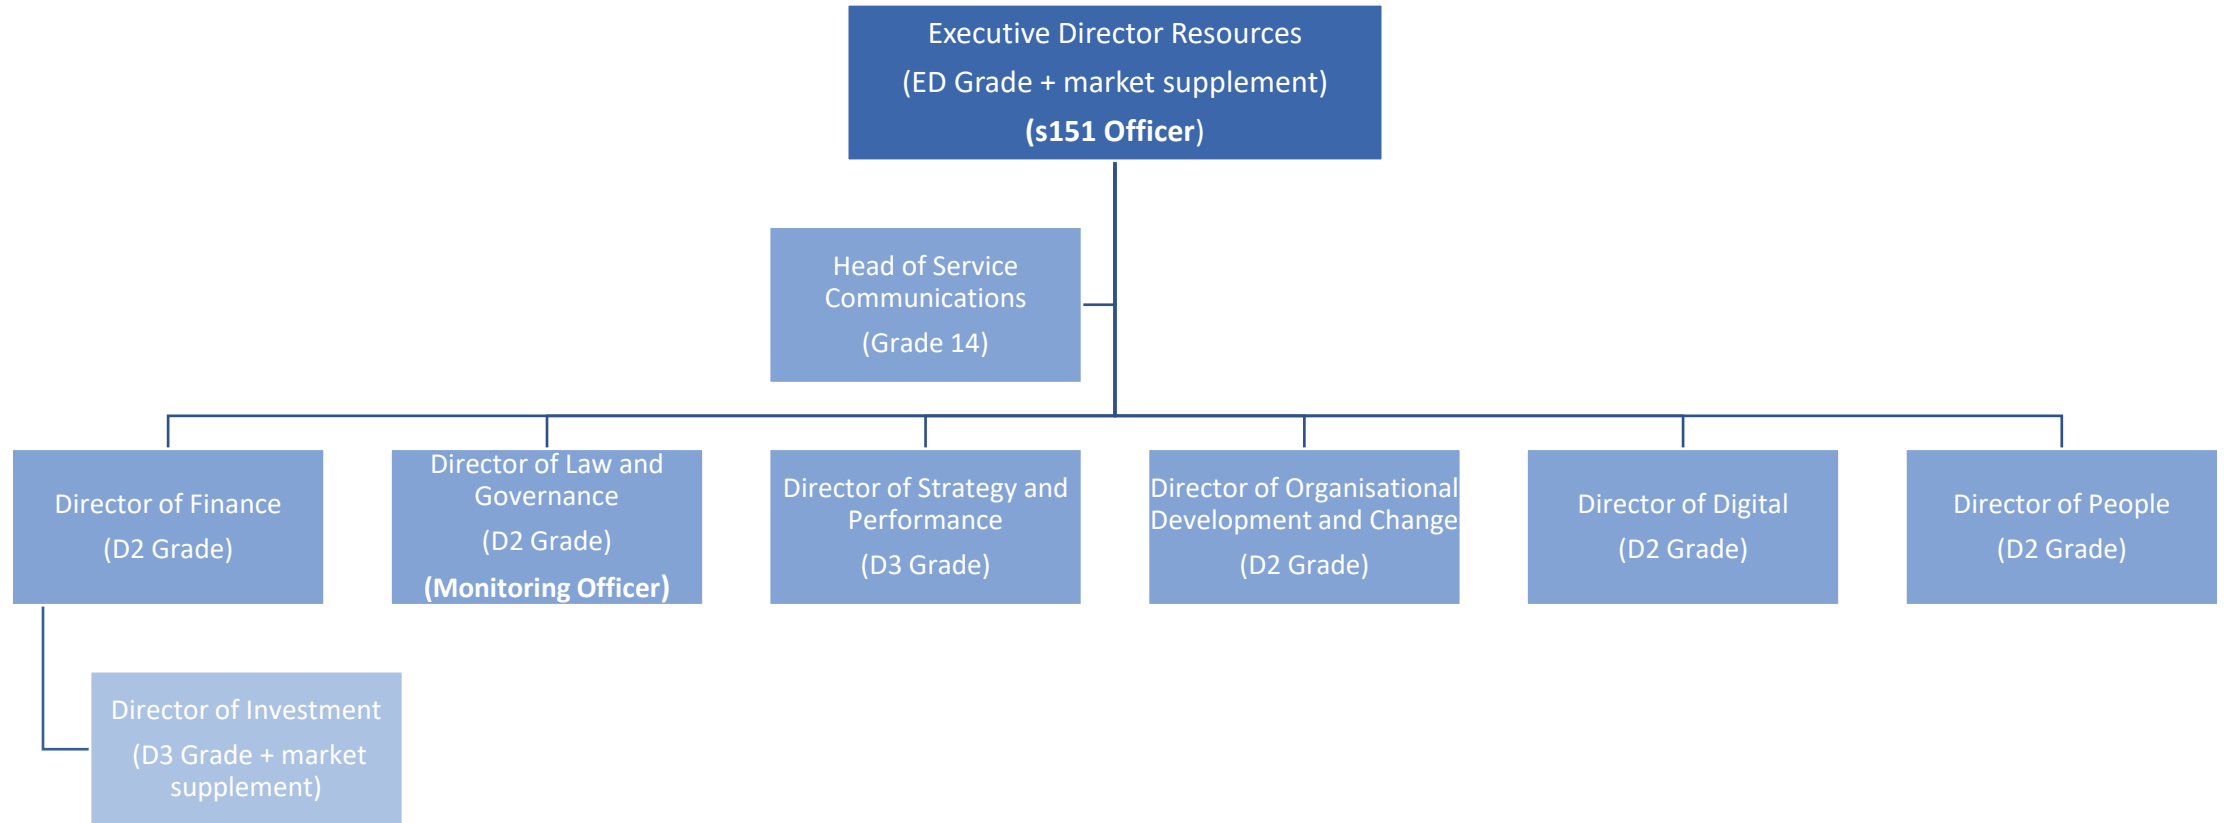 Executive Director Resources
(ED Grade + market supplement)
(s151 Officer)
Head of Service
Communications
(Grade 14)
Director of Finance
(D2 Grade)
Director of Law and
Governance
(D2 Grade)
(Monitoring Officer)
Director of Strategy and
Performance
(D3 Grade)
Director of Organisational
Development and Change
(D2 Grade)
Director of Digital
(D2 Grade)
Director of People
(D2 Grade)
Director of Investment
(D3 Grade + market
supplement)